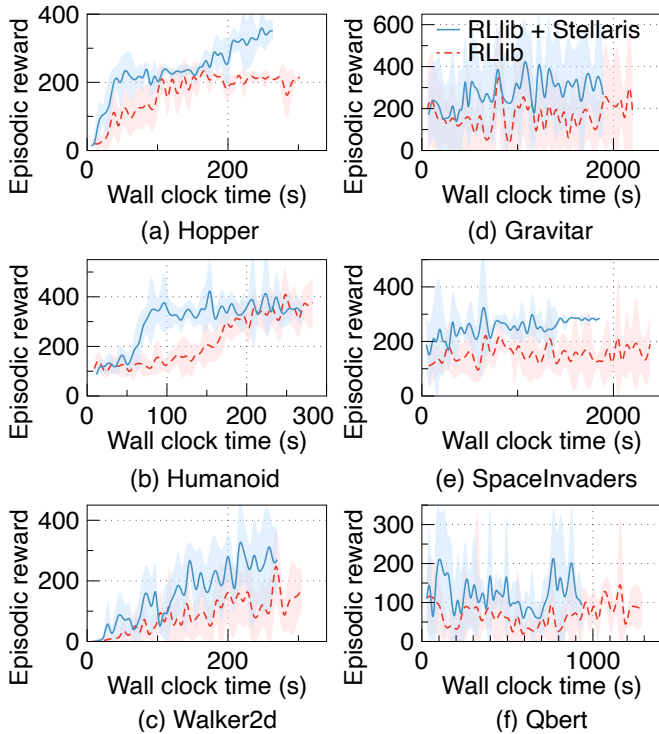 Episodic reward
400
200
0
200
Wall clock time (s)
(a) Hopper
Episodic reward
600
400
200
0
RLlib + Stellaris
RLlib
0
2000
Wall clock time (s)
(d) Gravitar
Episodic reward
400
200
0
0
100
200
300
Wall clock time (s)
(b) Humanoid
Episodic reward
400
200
0
0
2000
Wall clock time (s)
(e) SpaceInvaders
Episodic reward
400
200
0
200
Wall clock time (s)
(c) Walker2d
Episodic reward
300
200
100
0
0
1000
Wall clock time (s)
(f) Qbert